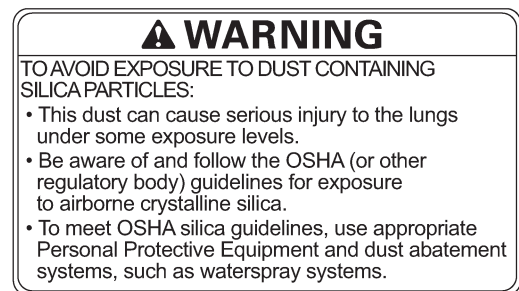 WARNING
TO AVOID EXPOSURE TO DUST CONTAINING
SILICA PARTICLES:
• This dust can cause serious injury to the lungs
under some exposure levels.
• Be aware of and follow the OSHA (or other
regulatory body) guidelines for exposure
to airborne crystalline silica.
• To meet OSHA silica guidelines, use appropriate
Personal Protective Equipment and dust abatement
systems, such as waterspray systems.